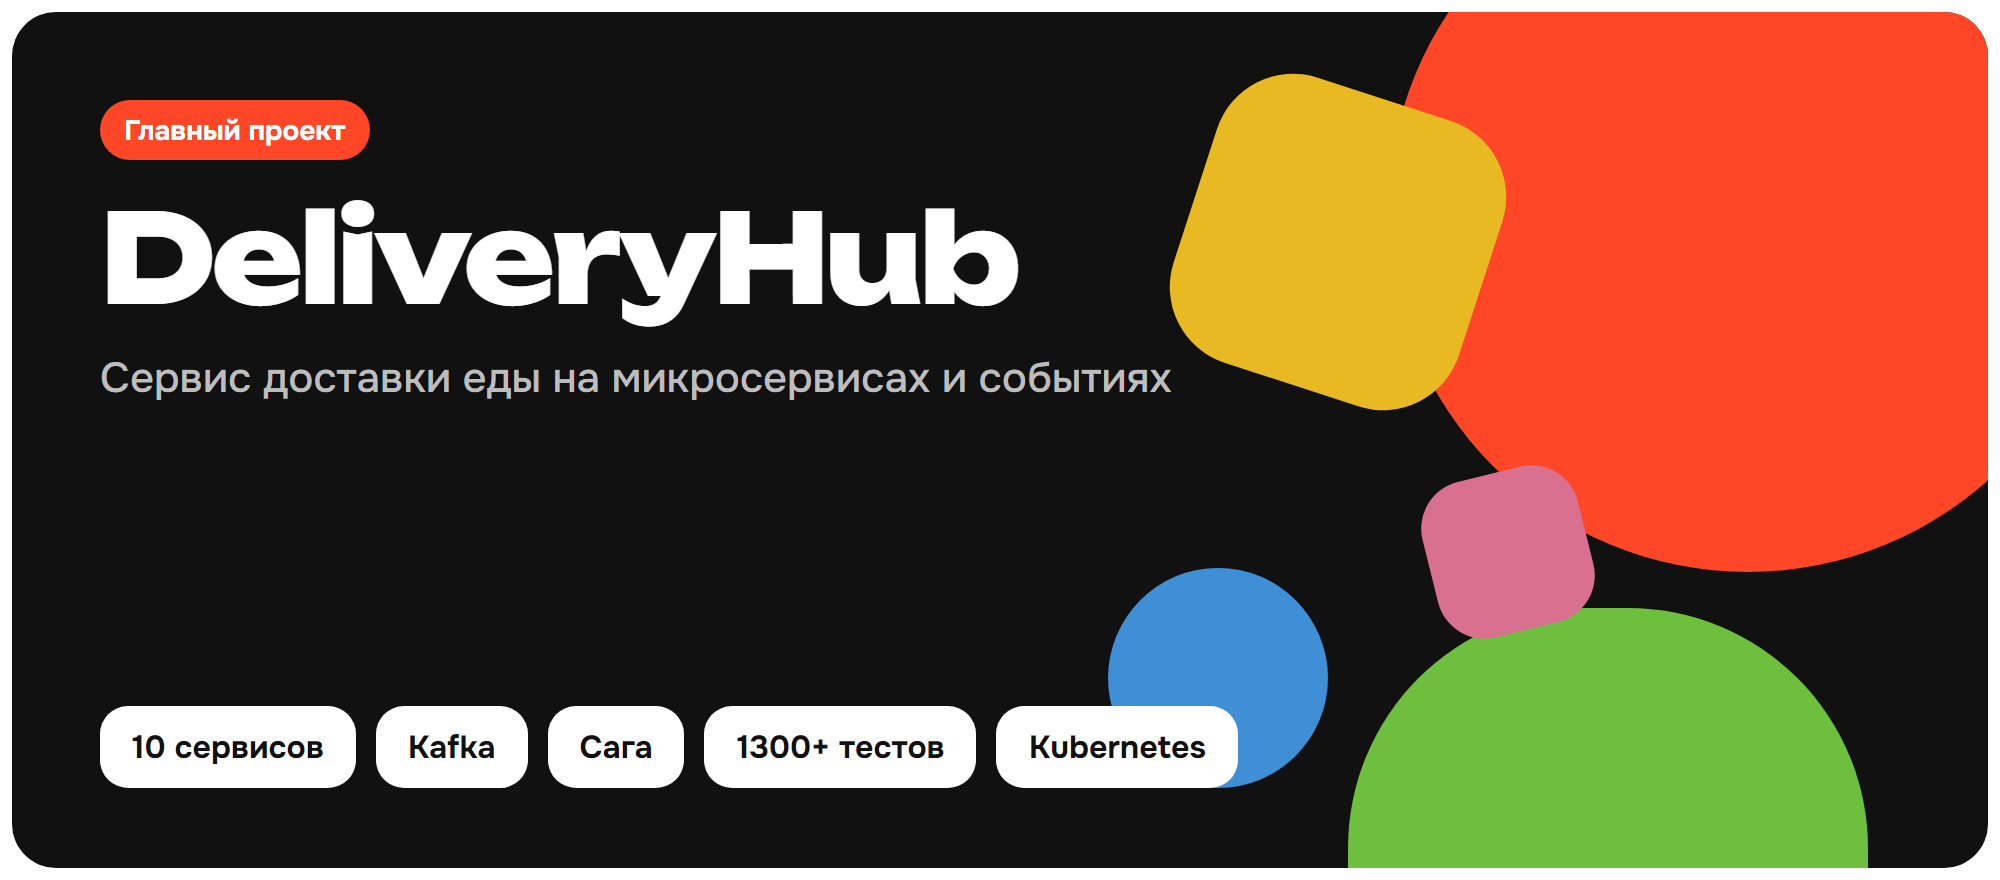 Главный проект
DeliveryHub
Сервис доставки еды на микросервисах и событиях
10 сервисов
Kafka
Сага
1300+ тестов
Kubernetes